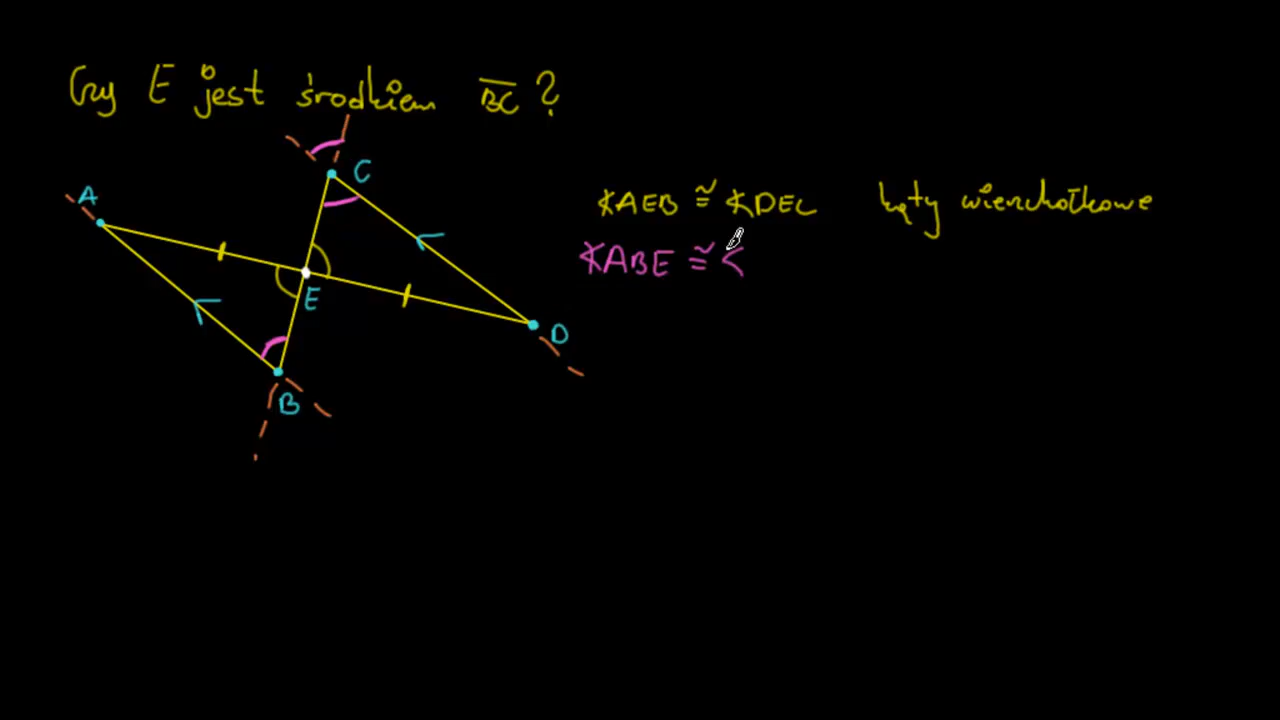 Czy E jest środkiem BC?
C
A
E
D
B
∢AEB ≅ ∢DEC kąty wierzchołkowe
∢ABE ≅ <